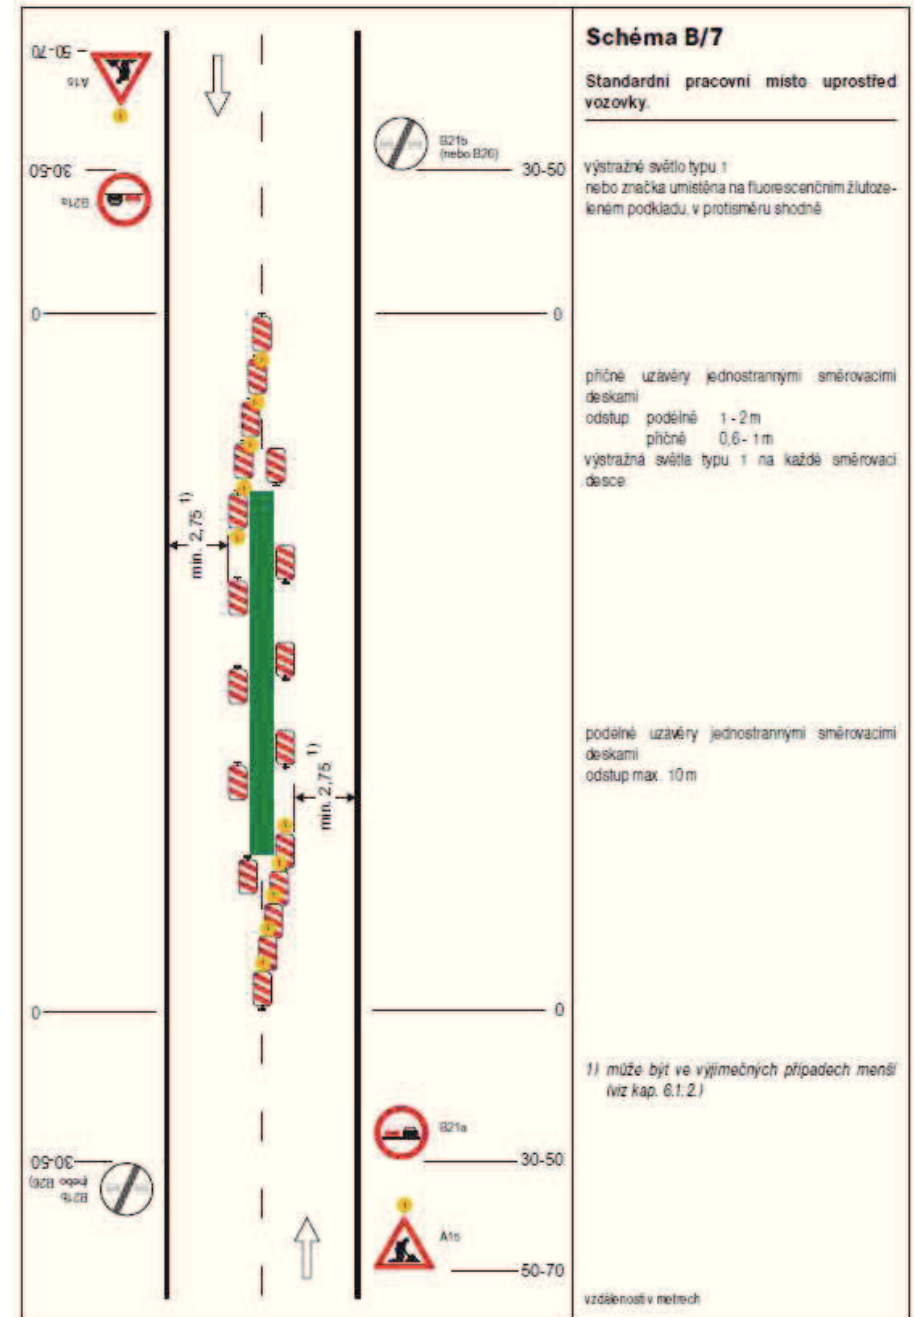 Schéma B/7
Standardní pracovní místo uprostřed
vozovky.
výstražné světlo typu 1
nebo značka umístěna na fluorescenčním žlutoze-
leném podkladu, v protisměru shodně
příčné uzávěry jednostrannými směrovacími
deskami
odstup podélné 1 - 2 m
příčné 0,6 - 1 m
výstražná světla typu 1 na každé směrovací
desce
podélné uzávěry jednostrannými směrovacími
deskami
odstup max. 10 m
1) může být ve výjimečných případech menší
(viz kap. 6.1.2.)
vzdálenosti v metrech
50-70
A15
30-50
B21a
B21b
(nebo B26)
30-50
0
0
min. 2,75 1)
min. 2,75 1)
0
0
B21a
30-50
30-50
B21b
(nebo B26)
A15
50-70